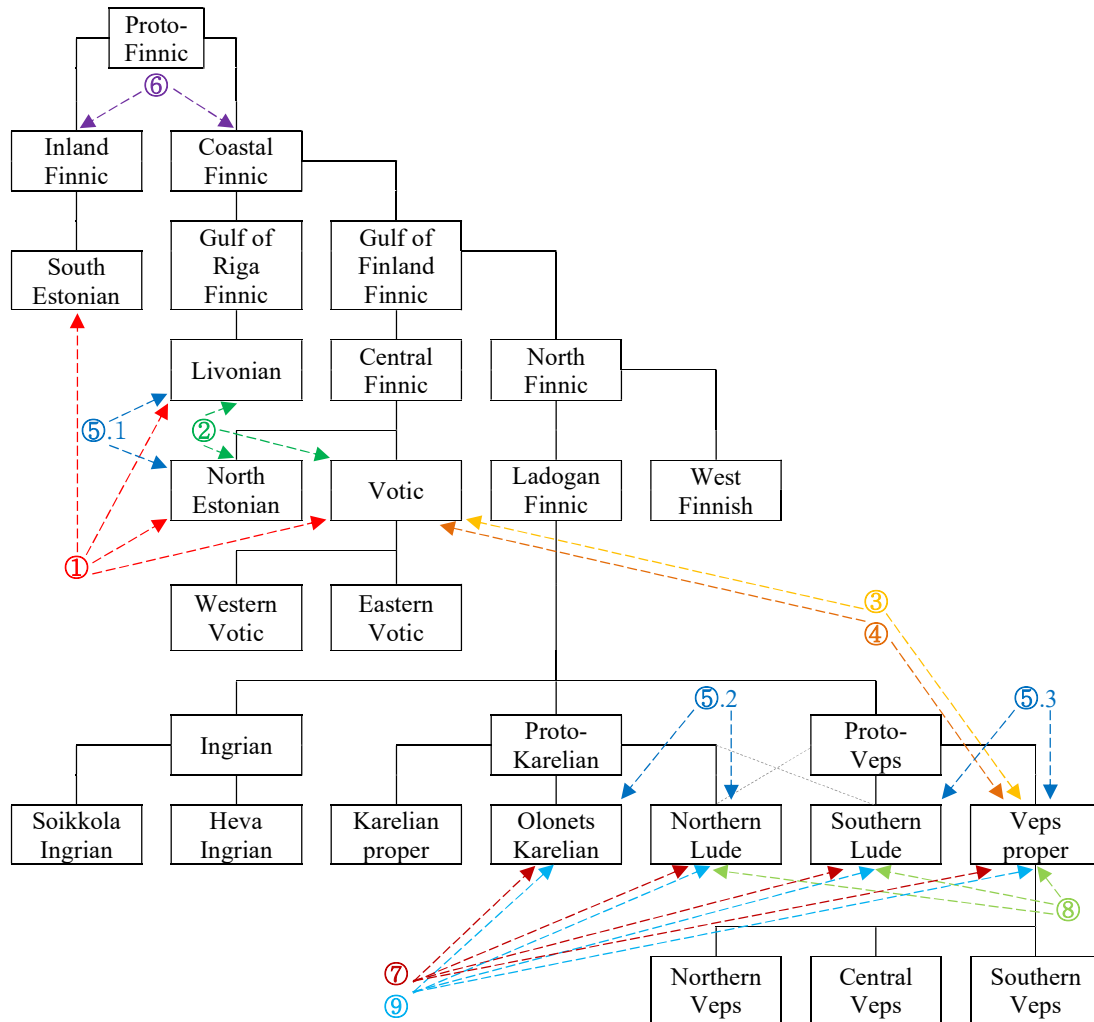 Proto-
Finnic
⑥
Inland
Finnic
Coastal
Finnic
South
Estonian
Gulf of
Riga
Finnic
Gulf of
Finland
Finnic
Livonian
Central
Finnic
North
Finnic
⑤.1
②
North
Estonian
Votic
Ladogan
Finnic
West
Finnish
①
Western
Votic
Eastern
Votic
③
④
⑤.2
⑤.3
Ingrian
Proto-
Karelian
Proto-
Veps
Soikkola
Ingrian
Heva
Ingrian
Karelian
proper
Olonets
Karelian
Northern
Lude
Southern
Lude
Veps
proper
⑧
⑦
⑨
Northern
Veps
Central
Veps
Southern
Veps